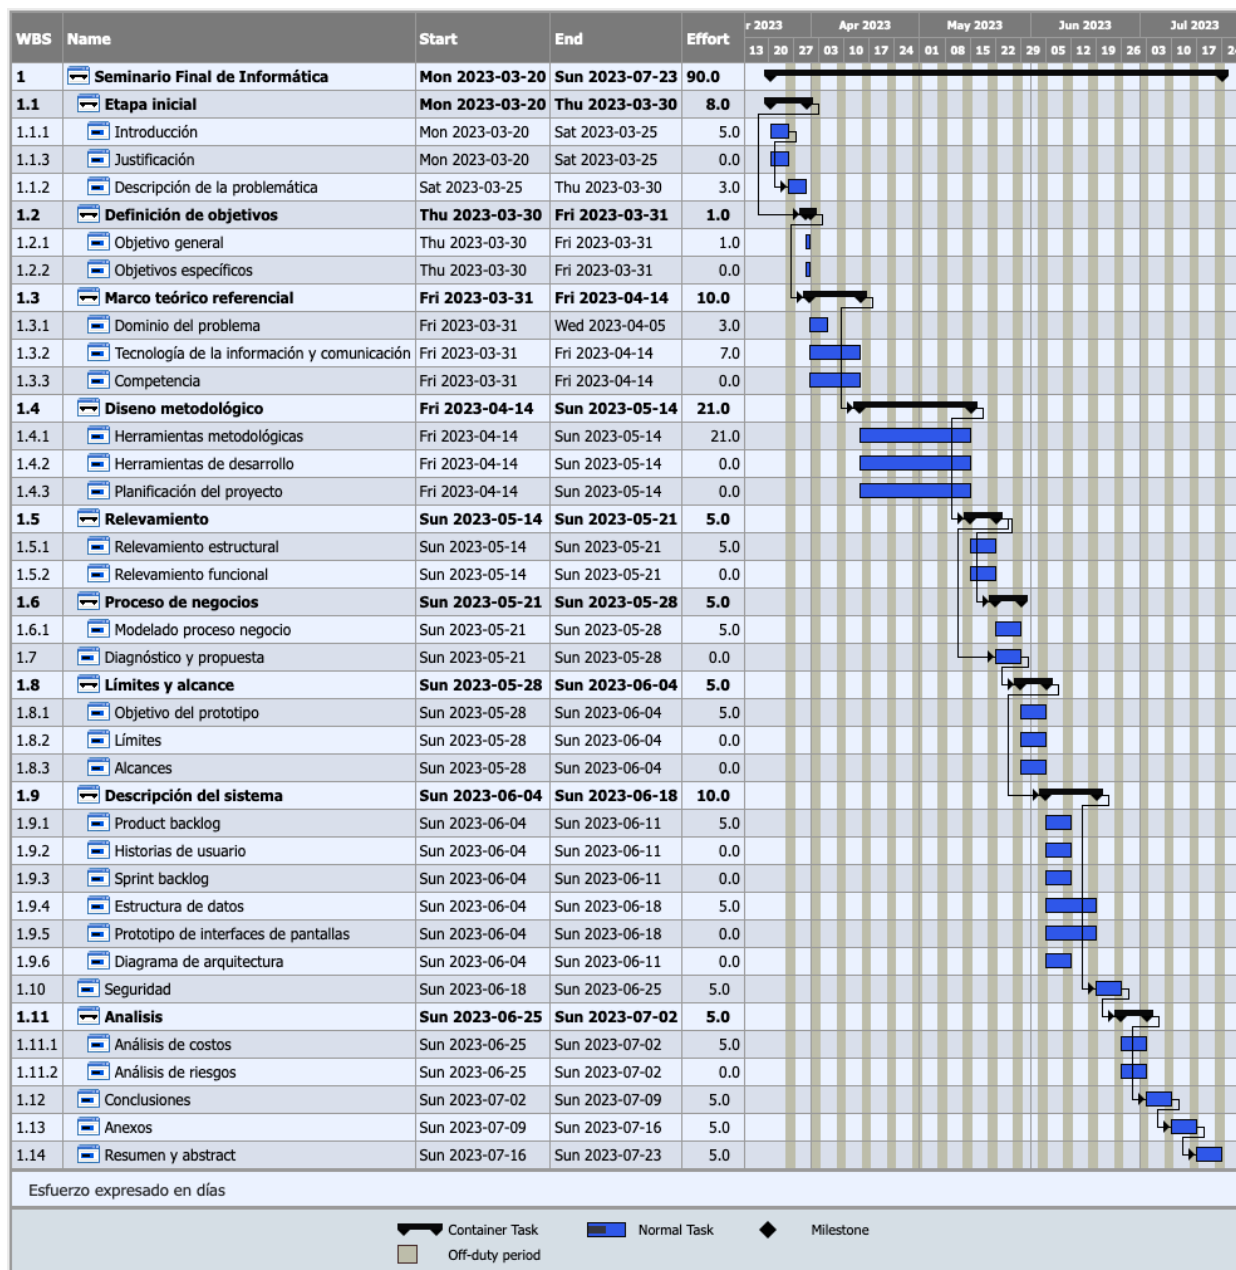 WBS Name Start End Effort r 2023 Apr 2023 May 2023 Jun 2023 Jul 2023
13 20 27 03 10 17 24 01 08 15 22 29 05 12 19 26 03 10 17 24
1 Seminario Final de Informática Mon 2023-03-20 Sun 2023-07-23 90.0
1.1 Etapa inicial Mon 2023-03-20 Thu 2023-03-30 8.0
1.1.1 Introducción Mon 2023-03-20 Sat 2023-03-25 5.0
1.1.3 Justificación Mon 2023-03-20 Sat 2023-03-25 0.0
1.1.2 Descripción de la problemática Sat 2023-03-25 Thu 2023-03-30 3.0
1.2 Definición de objetivos Thu 2023-03-30 Fri 2023-03-31 1.0
1.2.1 Objetivo general Thu 2023-03-30 Fri 2023-03-31 1.0
1.2.2 Objetivos específicos Thu 2023-03-30 Fri 2023-03-31 0.0
1.3 Marco teórico referencial Fri 2023-03-31 Fri 2023-04-14 10.0
1.3.1 Dominio del problema Fri 2023-03-31 Wed 2023-04-05 3.0
1.3.2 Tecnología de la información y comunicación Fri 2023-03-31 Fri 2023-04-14 7.0
1.3.3 Competencia Fri 2023-03-31 Fri 2023-04-14 0.0
1.4 Diseno metodológico Fri 2023-04-14 Sun 2023-05-14 21.0
1.4.1 Herramientas metodológicas Fri 2023-04-14 Sun 2023-05-14 21.0
1.4.2 Herramientas de desarrollo Fri 2023-04-14 Sun 2023-05-14 0.0
1.4.3 Planificación del proyecto Fri 2023-04-14 Sun 2023-05-14 0.0
1.5 Relevamiento Sun 2023-05-14 Sun 2023-05-21 5.0
1.5.1 Relevamiento estructural Sun 2023-05-14 Sun 2023-05-21 5.0
1.5.2 Relevamiento funcional Sun 2023-05-14 Sun 2023-05-21 0.0
1.6 Proceso de negocios Sun 2023-05-21 Sun 2023-05-28 5.0
1.6.1 Modelado proceso negocio Sun 2023-05-21 Sun 2023-05-28 5.0
1.7 Diagnóstico y propuesta Sun 2023-05-21 Sun 2023-05-28 0.0
1.8 Límites y alcance Sun 2023-05-28 Sun 2023-06-04 5.0
1.8.1 Objetivo del prototipo Sun 2023-05-28 Sun 2023-06-04 5.0
1.8.2 Límites Sun 2023-05-28 Sun 2023-06-04 0.0
1.8.3 Alcances Sun 2023-05-28 Sun 2023-06-04 0.0
1.9 Descripción del sistema Sun 2023-06-04 Sun 2023-06-18 10.0
1.9.1 Product backlog Sun 2023-06-04 Sun 2023-06-11 5.0
1.9.2 Historias de usuario Sun 2023-06-04 Sun 2023-06-11 0.0
1.9.3 Sprint backlog Sun 2023-06-04 Sun 2023-06-11 0.0
1.9.4 Estructura de datos Sun 2023-06-04 Sun 2023-06-18 5.0
1.9.5 Prototipo de interfaces de pantallas Sun 2023-06-04 Sun 2023-06-18 0.0
1.9.6 Diagrama de arquitectura Sun 2023-06-04 Sun 2023-06-11 0.0
1.10 Seguridad Sun 2023-06-18 Sun 2023-06-25 5.0
1.11 Analisis Sun 2023-06-25 Sun 2023-07-02 5.0
1.11.1 Análisis de costos Sun 2023-06-25 Sun 2023-07-02 5.0
1.11.2 Análisis de riesgos Sun 2023-06-25 Sun 2023-07-02 0.0
1.12 Conclusiones Sun 2023-07-02 Sun 2023-07-09 5.0
1.13 Anexos Sun 2023-07-09 Sun 2023-07-16 5.0
1.14 Resumen y abstract Sun 2023-07-16 Sun 2023-07-23 5.0
Esfuerzo expresado en días
Container Task Normal Task Milestone
Off-duty period